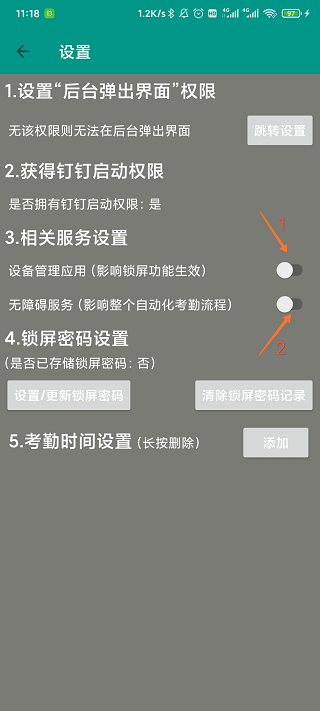 11:18 1.2K/s 4G 4G 97
设置
1.设置“后台弹出界面”权限
无该权限则无法在后台弹出界面 跳转设置
2.获得钉钉启动权限
是否拥有钉钉启动权限: 是
3.相关服务设置
1
设备管理应用 (影响锁屏功能生效)
无障碍服务 (影响整个自动化考勤流程)
2
4.锁屏密码设置
(是否已存储锁屏密码: 否)
设置/更新锁屏密码 清除锁屏密码记录
5.考勤时间设置 (长按删除) 添加